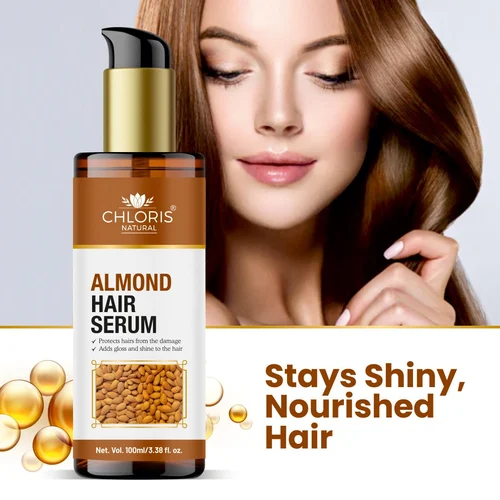 CHLORIS®
NATURAL
ALMOND
HAIR
SERUM
✓ Protects hairs from the damage
✓ Adds gloss and shine to the hair
Net. Vol. 100ml/3.38 fl. oz.
Stays Shiny,
Nourished
Hair